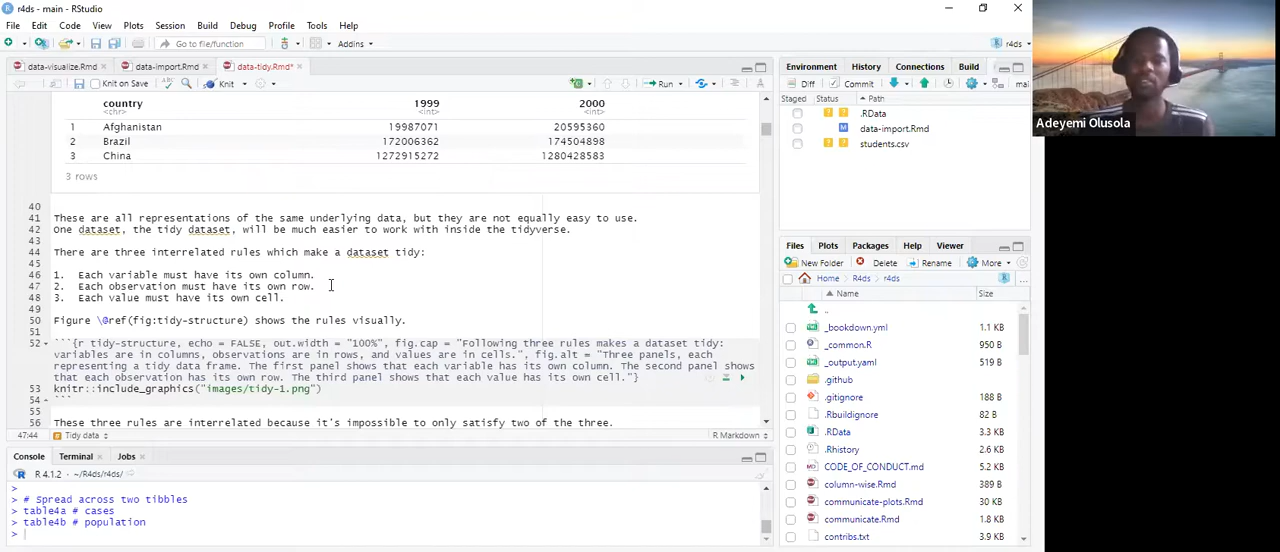 r4ds - main - RStudio
File Edit Code View Plots Session Build Debug Profile Tools Help
Go to file/function Addins r4ds
data-visualize.Rmd data-import.Rmd data-tidy.Rmd*
Knit on Save Knit Run
country 1999 2000
<chr> <int> <int>
1 Afghanistan 19987071 20595360
2 Brazil 172006362 174504898
3 China 1272915272 1280428583
3 rows
40
41 These are all representations of the same underlying data, but they are not equally easy to use.
42 One dataset, the tidy dataset, will be much easier to work with inside the tidyverse.
43
44 There are three interrelated rules which make a dataset tidy:
45
46 1. Each variable must have its own column.
47 2. Each observation must have its own row.
48 3. Each value must have its own cell.
49
50 Figure \@ref(fig:tidy-structure) shows the rules visually.
51
52 ```{r tidy-structure, echo = FALSE, out.width = "100%", fig.cap = "Following three rules makes a dataset tidy:
variables are in columns, observations are in rows, and values are in cells.", fig.alt = "Three panels, each
representing a tidy data frame. The first panel shows that each variable has its own column. The second panel shows
that each observation has its own row. The third panel shows that each value has its own cell."}
53 knitr::include_graphics("images/tidy-1.png")
54 ```
55
56 These three rules are interrelated because it's impossible to only satisfy two of the three.
47:44 Tidy data R Markdown
Console Terminal Jobs
R 4.1.2 · ~/R4ds/r4ds/
>
> # Spread across two tibbles
> table4a # cases
> table4b # population
>
Environment History Connections Build
Diff Commit mai
Staged Status Path
.RData
M data-import.Rmd
students.csv
Files Plots Packages Help Viewer
New Folder Delete Rename More
Home R4ds r4ds ...
Name Size
..
_bookdown.yml 1.1 KB
_common.R 950 B
_output.yaml 519 B
.github
.gitignore 188 B
.Rbuildignore 82 B
.RData 3.3 KB
.Rhistory 2.6 KB
CODE_OF_CONDUCT.md 5.2 KB
column-wise.Rmd 389 B
communicate-plots.Rmd 30 KB
communicate.Rmd 1.8 KB
contribs.txt 3.9 KB
Adeyemi Olusola